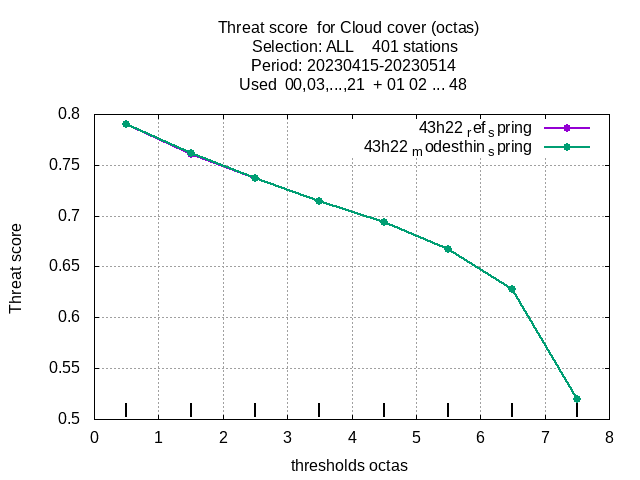 Threat score  for Cloud cover (octas)
Selection: ALL    401 stations
Period: 20230415-20230514
Used  00,03,...,21  + 01 02 ... 48
43h22 ref spring
43h22 modesthin spring
0.8
0.75
0.7
0.65
0.6
0.55
0.5
Threat score
0 1 2 3 4 5 6 7 8
thresholds octas